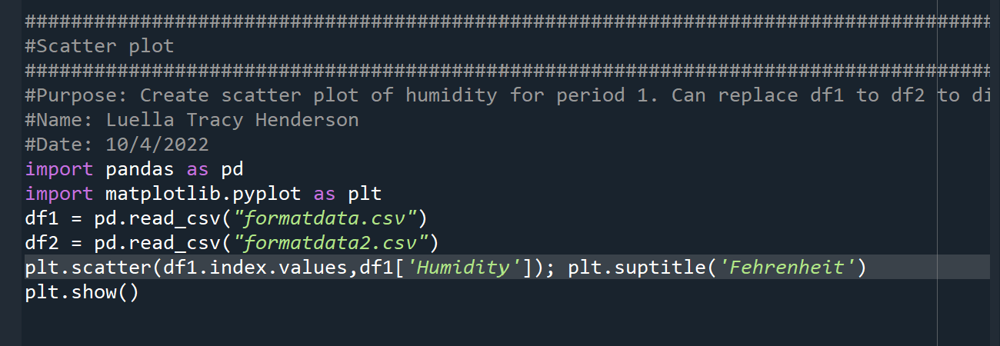 #####################################################################################
#Scatter plot
#####################################################################################
#Purpose: Create scatter plot of humidity for period 1. Can replace df1 to df2 to di
#Name: Luella Tracy Henderson
#Date: 10/4/2022
import pandas as pd
import matplotlib.pyplot as plt
df1 = pd.read_csv("formatdata.csv")
df2 = pd.read_csv("formatdata2.csv")
plt.scatter(df1.index.values,df1['Humidity']); plt.suptitle('Fehrenheit')
plt.show()